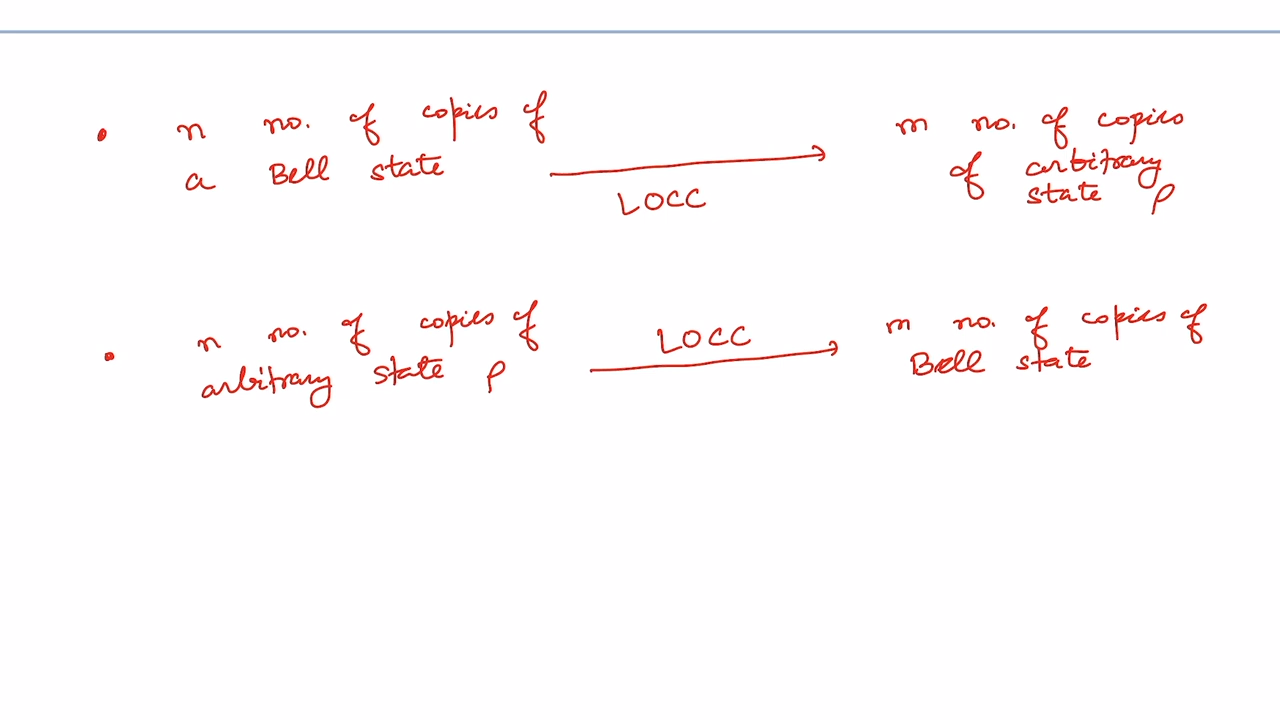 • n no. of copies of
a Bell state
LOCC
m no. of copies
of arbitrary
state ρ
• n no. of copies of
arbitrary state ρ
LOCC
m no. of copies of
Bell state